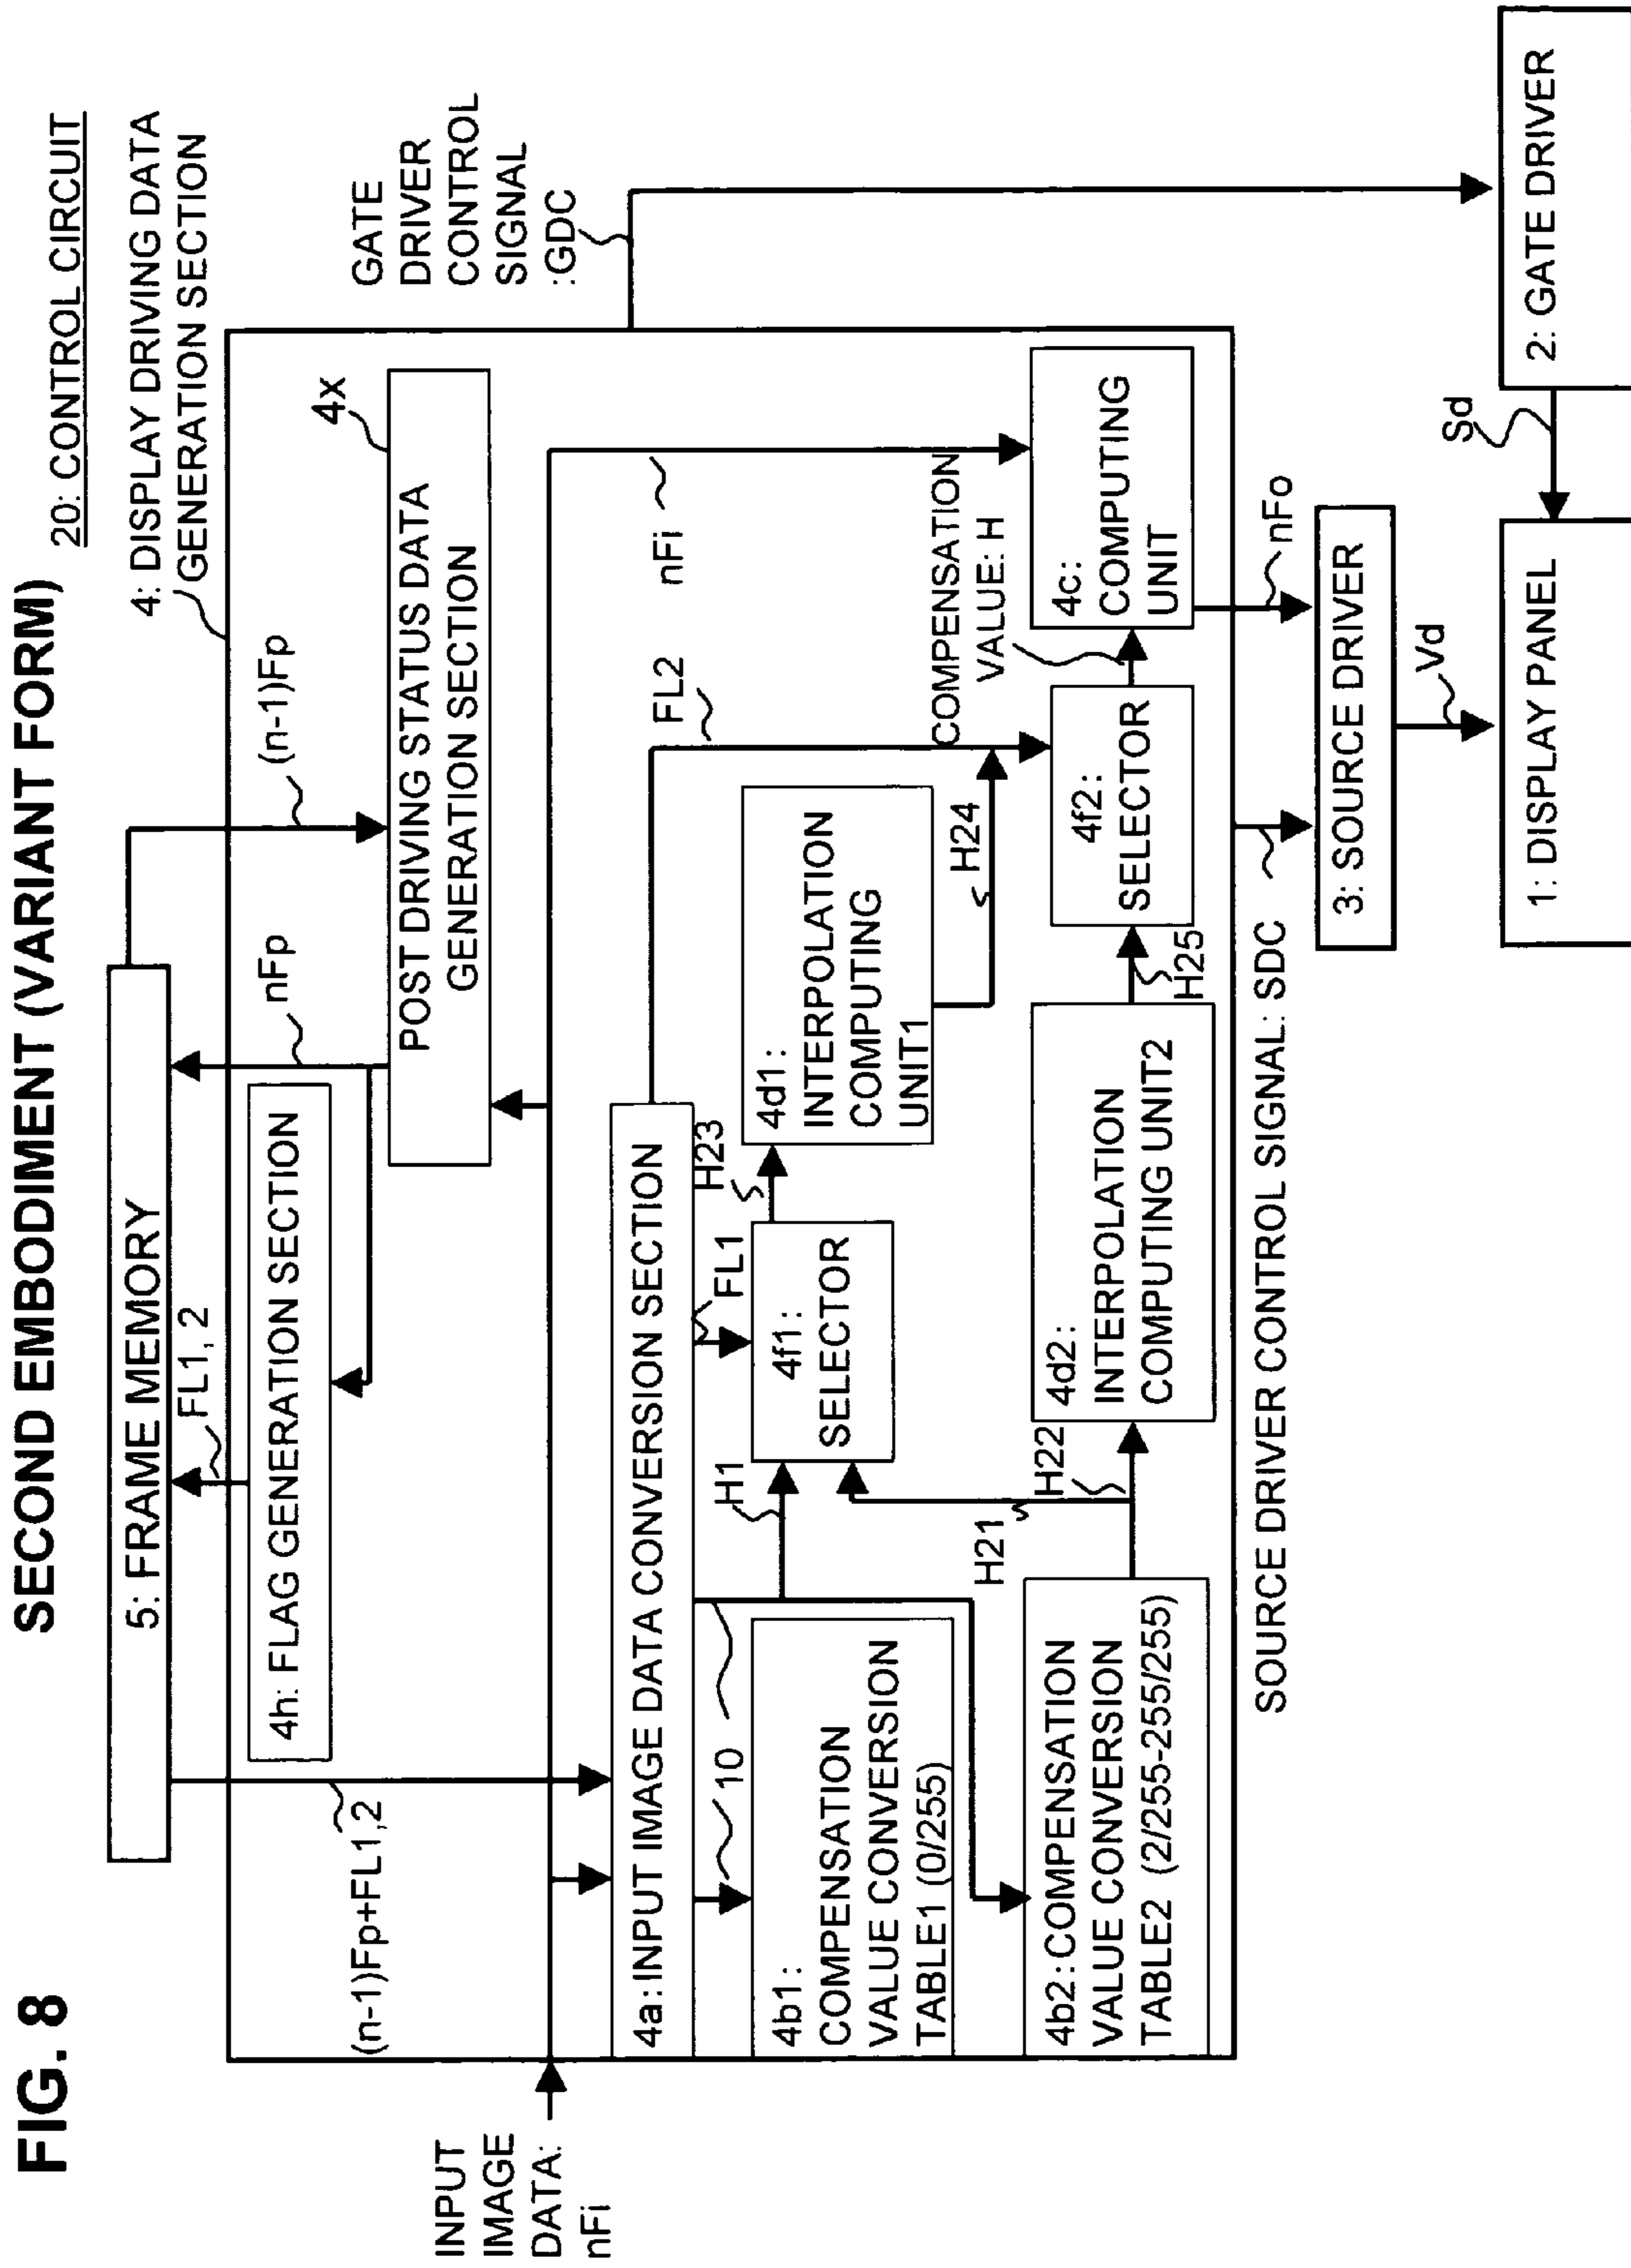 FIG. 8
SECOND EMBODIMENT (VARIANT FORM)
20: CONTROL CIRCUIT
4: DISPLAY DRIVING DATA
GENERATION SECTION
5: FRAME MEMORY
FL1, 2
nFp
(n-1)Fp
(n-1)Fp+FL1,2
4h: FLAG GENERATION SECTION
4x
POST DRIVING STATUS DATA
GENERATION SECTION
GATE
DRIVER
CONTROL
SIGNAL
:GDC
INPUT
IMAGE
DATA:
nFi
4a: INPUT IMAGE DATA CONVERSION SECTION
FL2
nFi
10
H1
FL1
H23
4b1:
COMPENSATION
VALUE CONVERSION
TABLE1 (0/255)
4f1:
SELECTOR
4d1:
INTERPOLATION
COMPUTING
UNIT1
H24
COMPENSATION
VALUE: H
H21
H22
4b2:COMPENSATION
VALUE CONVERSION
TABLE2 (2/255-255/255)
4d2:
INTERPOLATION
COMPUTING UNIT2
H25
4f2:
SELECTOR
4c:
COMPUTING
UNIT
SOURCE DRIVER CONTROL SIGNAL: SDC
nFo
3: SOURCE DRIVER
Vd
Sd
1: DISPLAY PANEL
2: GATE DRIVER